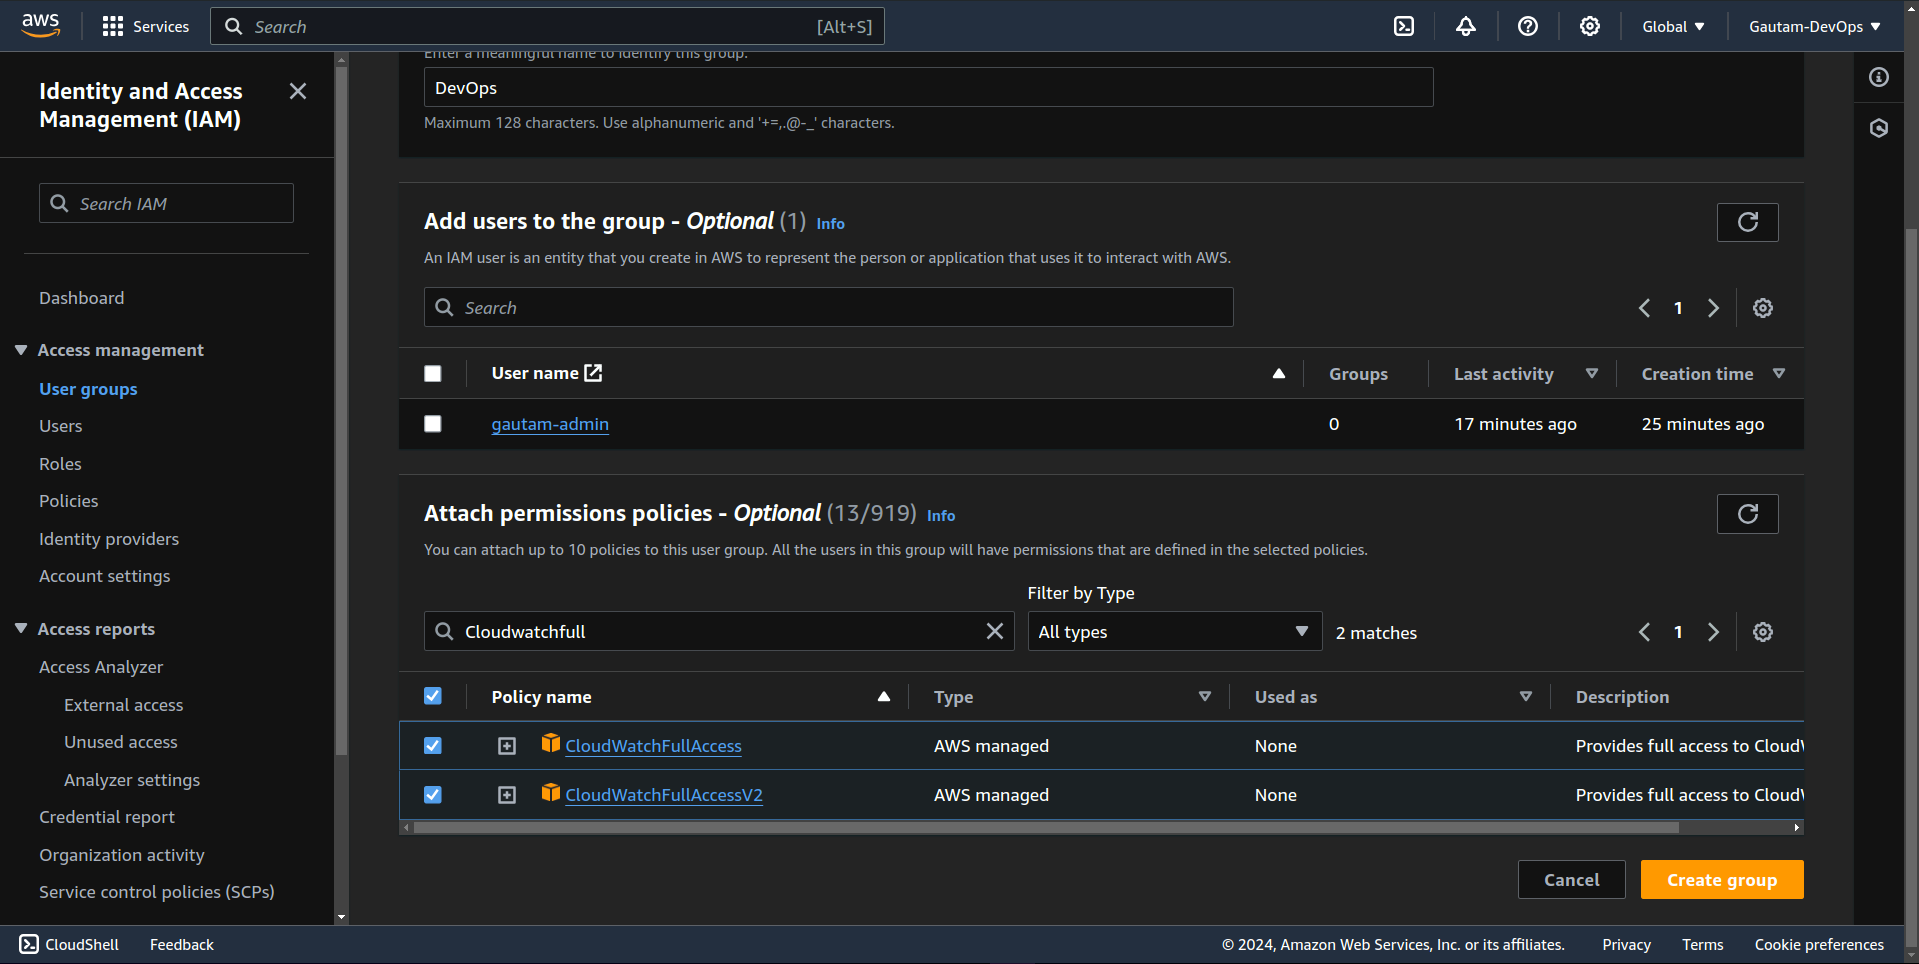 aws
Services
Search
[Alt+S]
Global
Gautam-DevOps
Identity and Access
Management (IAM)
Search IAM
Dashboard
Access management
User groups
Users
Roles
Policies
Identity providers
Account settings
Access reports
Access Analyzer
External access
Unused access
Analyzer settings
Credential report
Organization activity
Service control policies (SCPs)
Enter a meaningful name to identify this group.
DevOps
Maximum 128 characters. Use alphanumeric and '+=,.@-_' characters.
Add users to the group - Optional (1) Info
An IAM user is an entity that you create in AWS to represent the person or application that uses it to interact with AWS.
Search
1
User name Groups Last activity Creation time
gautam-admin 0 17 minutes ago 25 minutes ago
Attach permissions policies - Optional (13/919) Info
You can attach up to 10 policies to this user group. All the users in this group will have permissions that are defined in the selected policies.
Filter by Type
Cloudwatchfull All types 2 matches 1
Policy name Type Used as Description
CloudWatchFullAccess AWS managed None Provides full access to CloudW
CloudWatchFullAccessV2 AWS managed None Provides full access to CloudW
Cancel Create group
CloudShell Feedback © 2024, Amazon Web Services, Inc. or its affiliates. Privacy Terms Cookie preferences